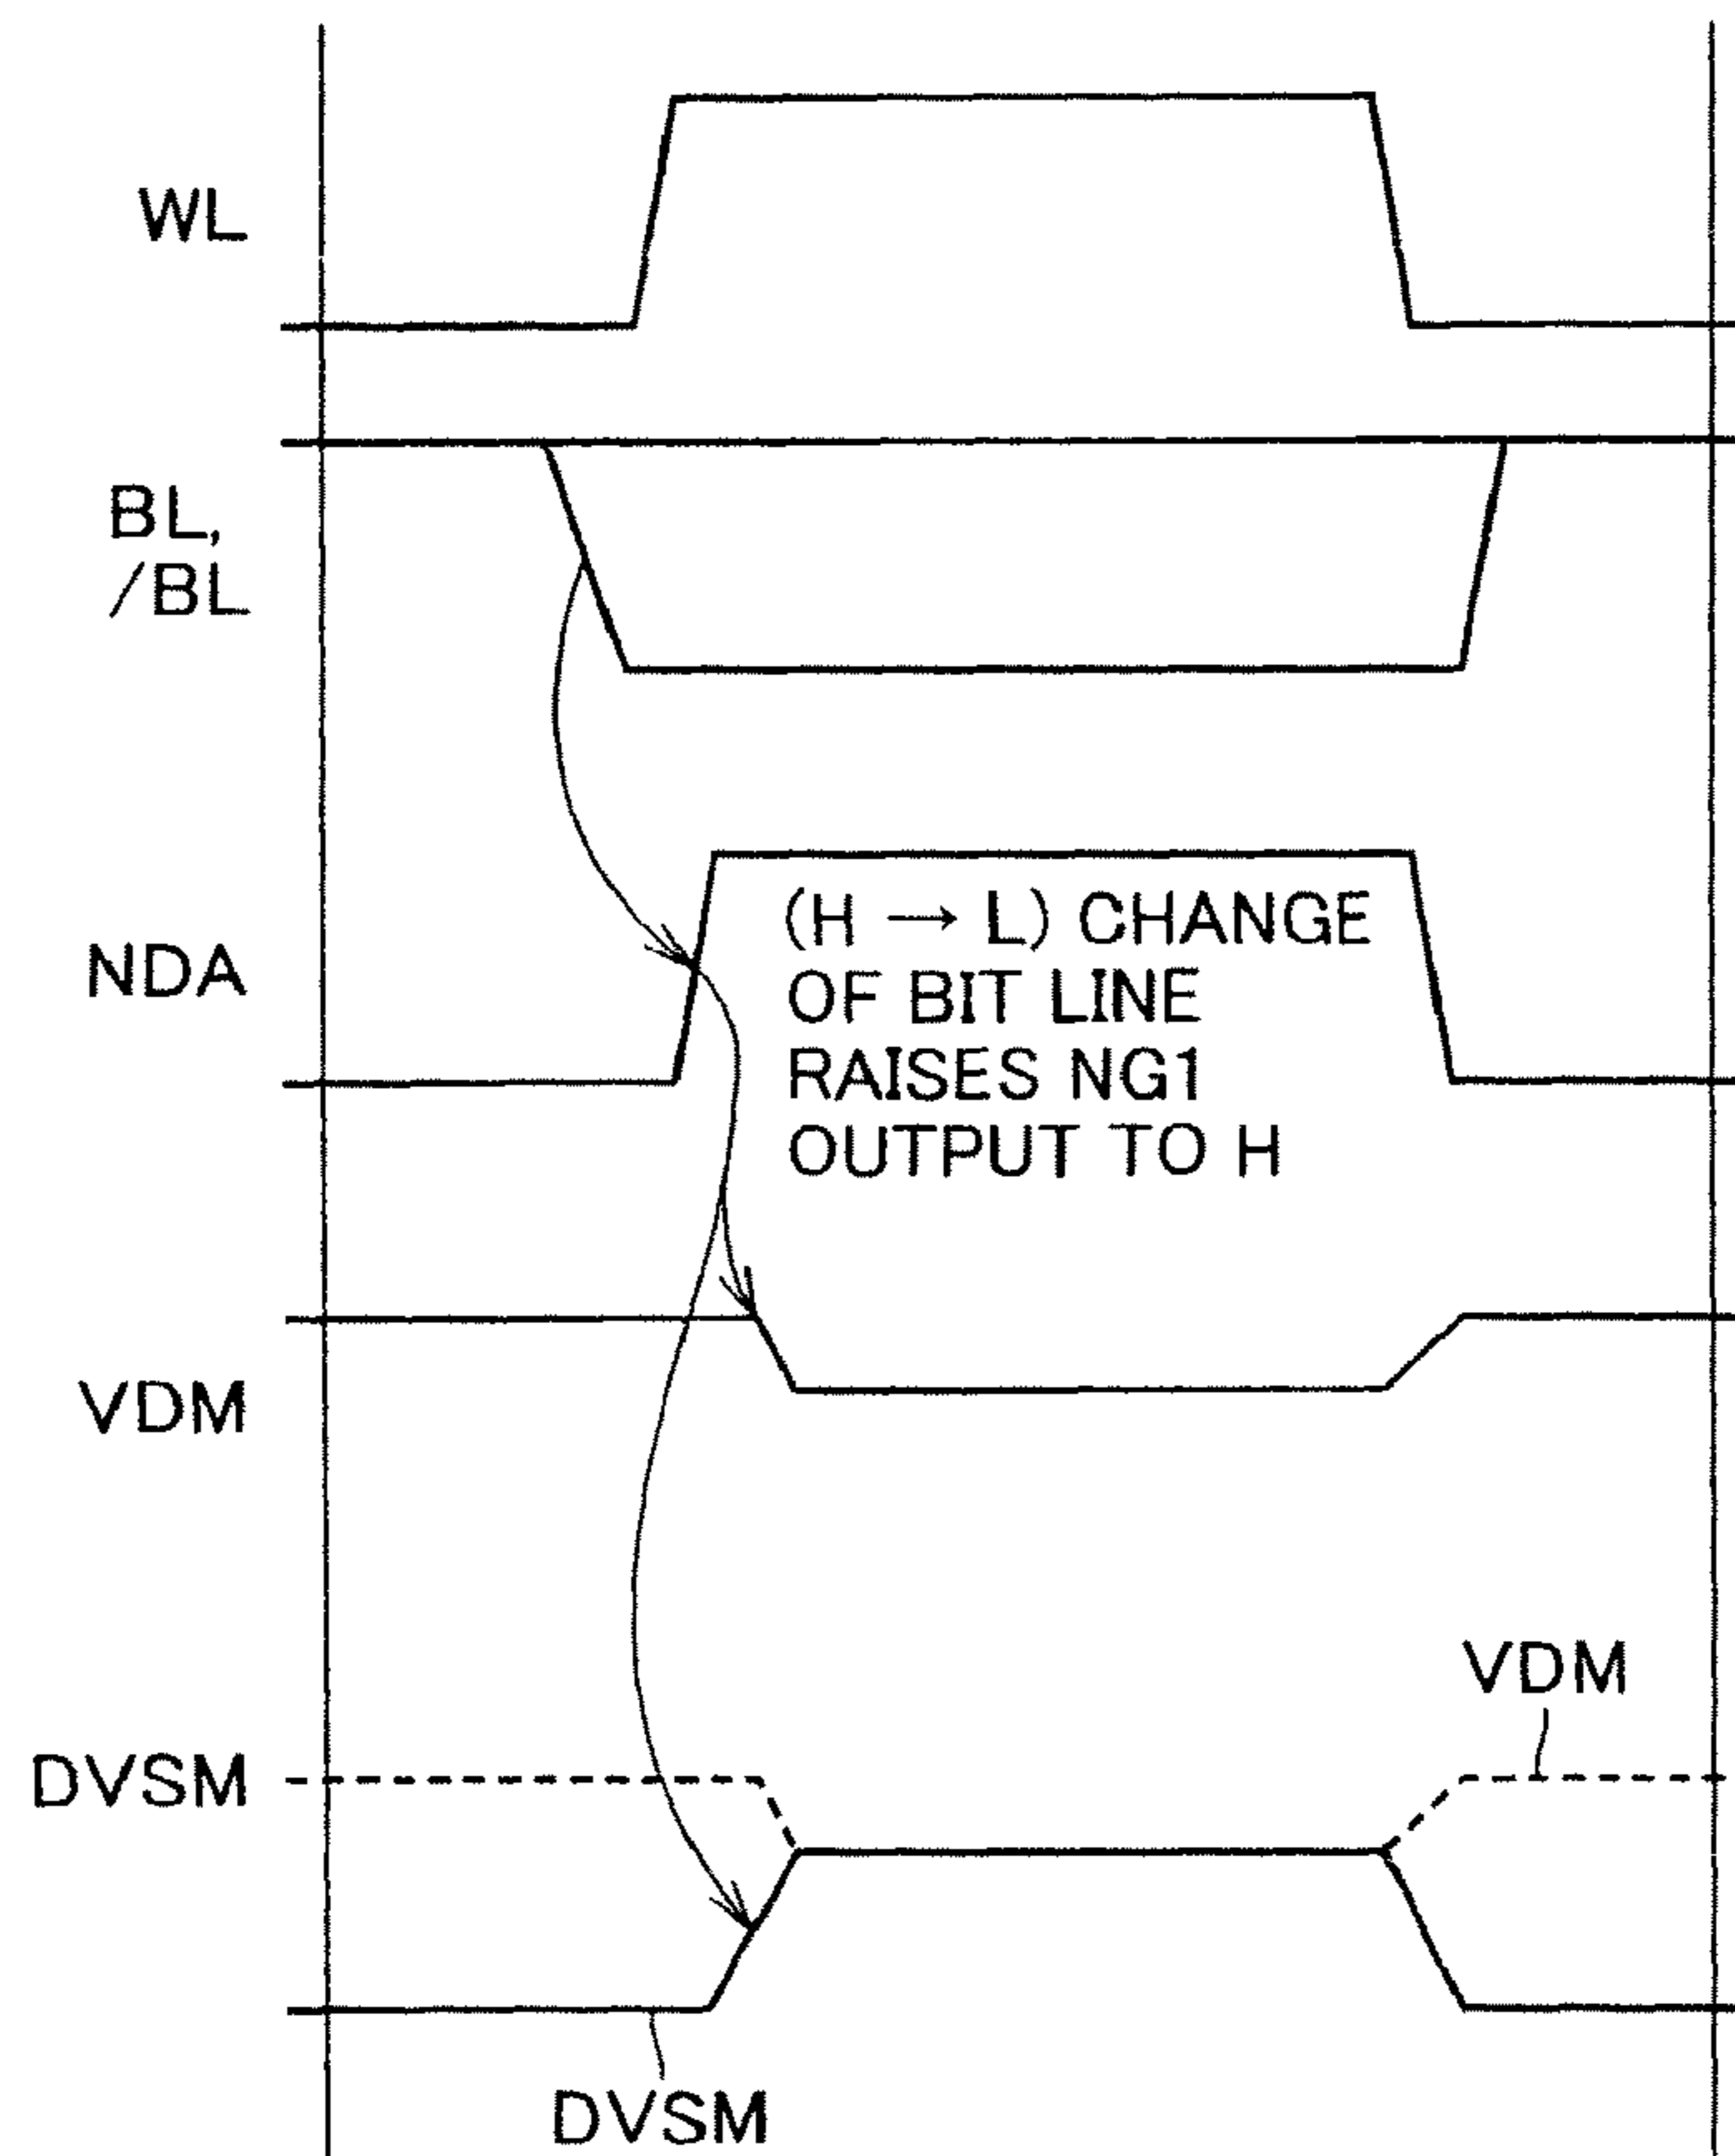 WL
BL,
/BL
NDA
(H → L) CHANGE
OF BIT LINE
RAISES NG1
OUTPUT TO H
VDM
VDM
DVSM
DVSM